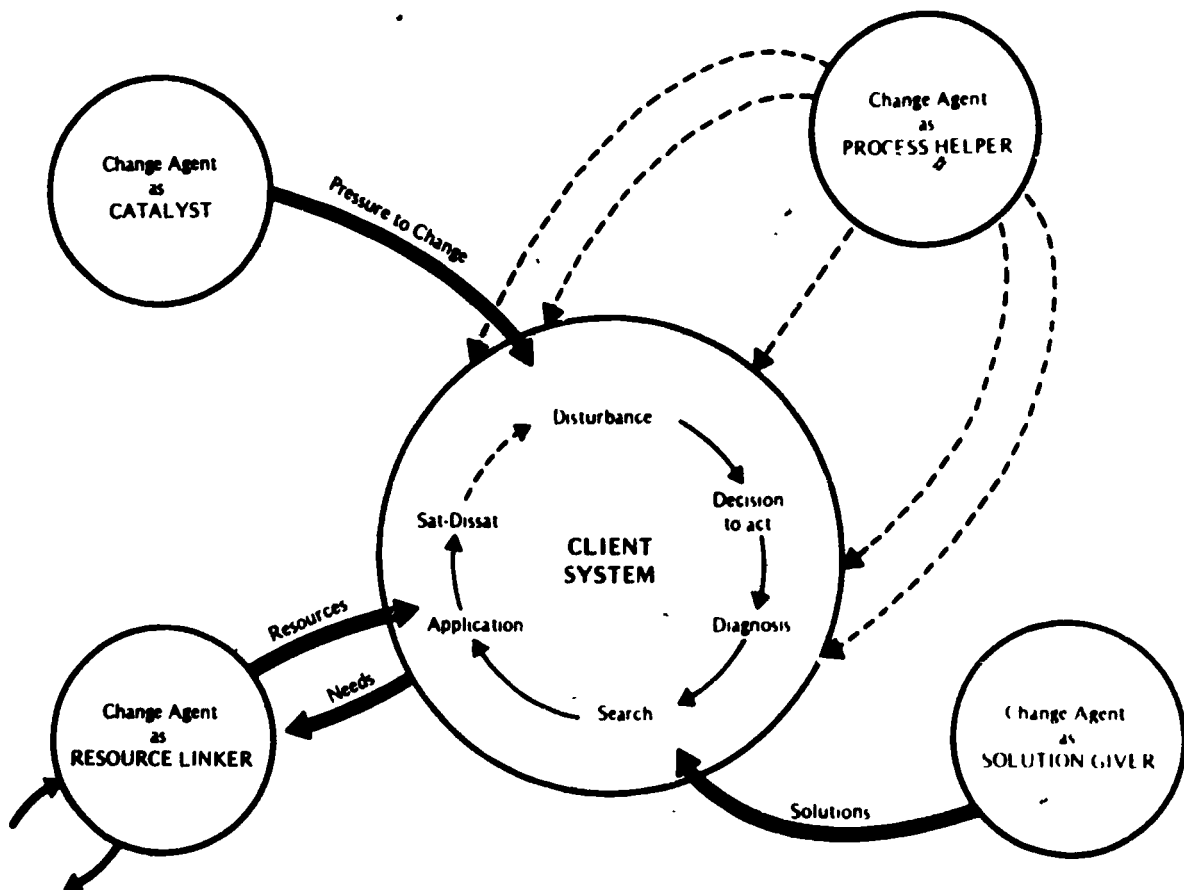 Change Agent
as
PROCESS HELPER
Change Agent
as
CATALYST
Pressure to Change
Disturbance
Decision
to act
Sat-Dissat
CLIENT
SYSTEM
Resources
Application
Diagnosis
Needs
Search
Change Agent
as
RESOURCE LINKER
Change Agent
as
SOLUTION GIVER
Solutions